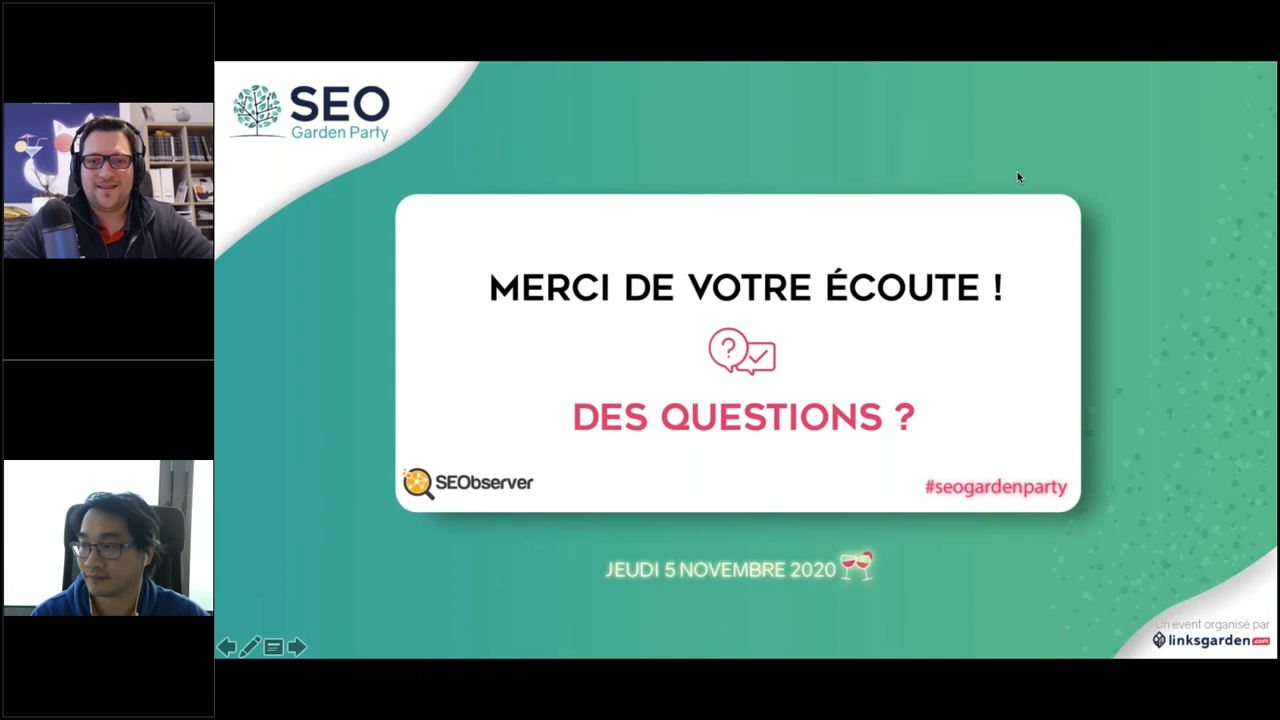 SEO
Garden Party
MERCI DE VOTRE ÉCOUTE !
?
DES QUESTIONS ?
SEObserver
#seogardenparty
JEUDI 5 NOVEMBRE 2020
Un event organisé par
linksgarden.com